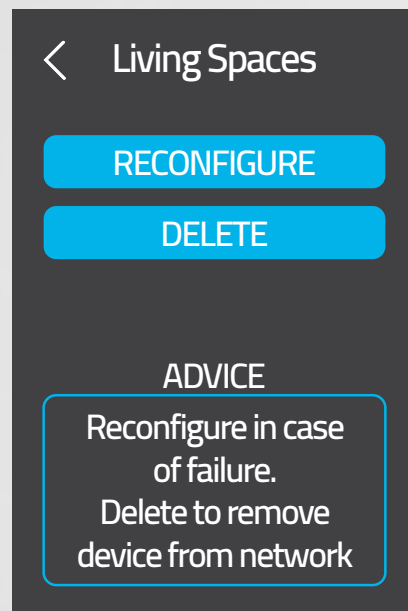 Living Spaces
RECONFIGURE
DELETE
ADVICE
Reconfigure in case
of failure.
Delete to remove
device from network